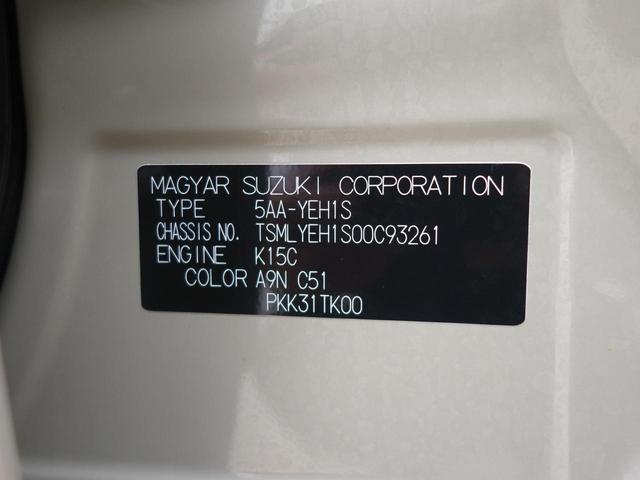 MAGYAR SUZUKI CORPORATION
TYPE 5AA-YEH1S
CHASSIS NO. TSMLYEH1S00C93261
ENGINE K15C
COLOR A9N C51
PKK31TK00